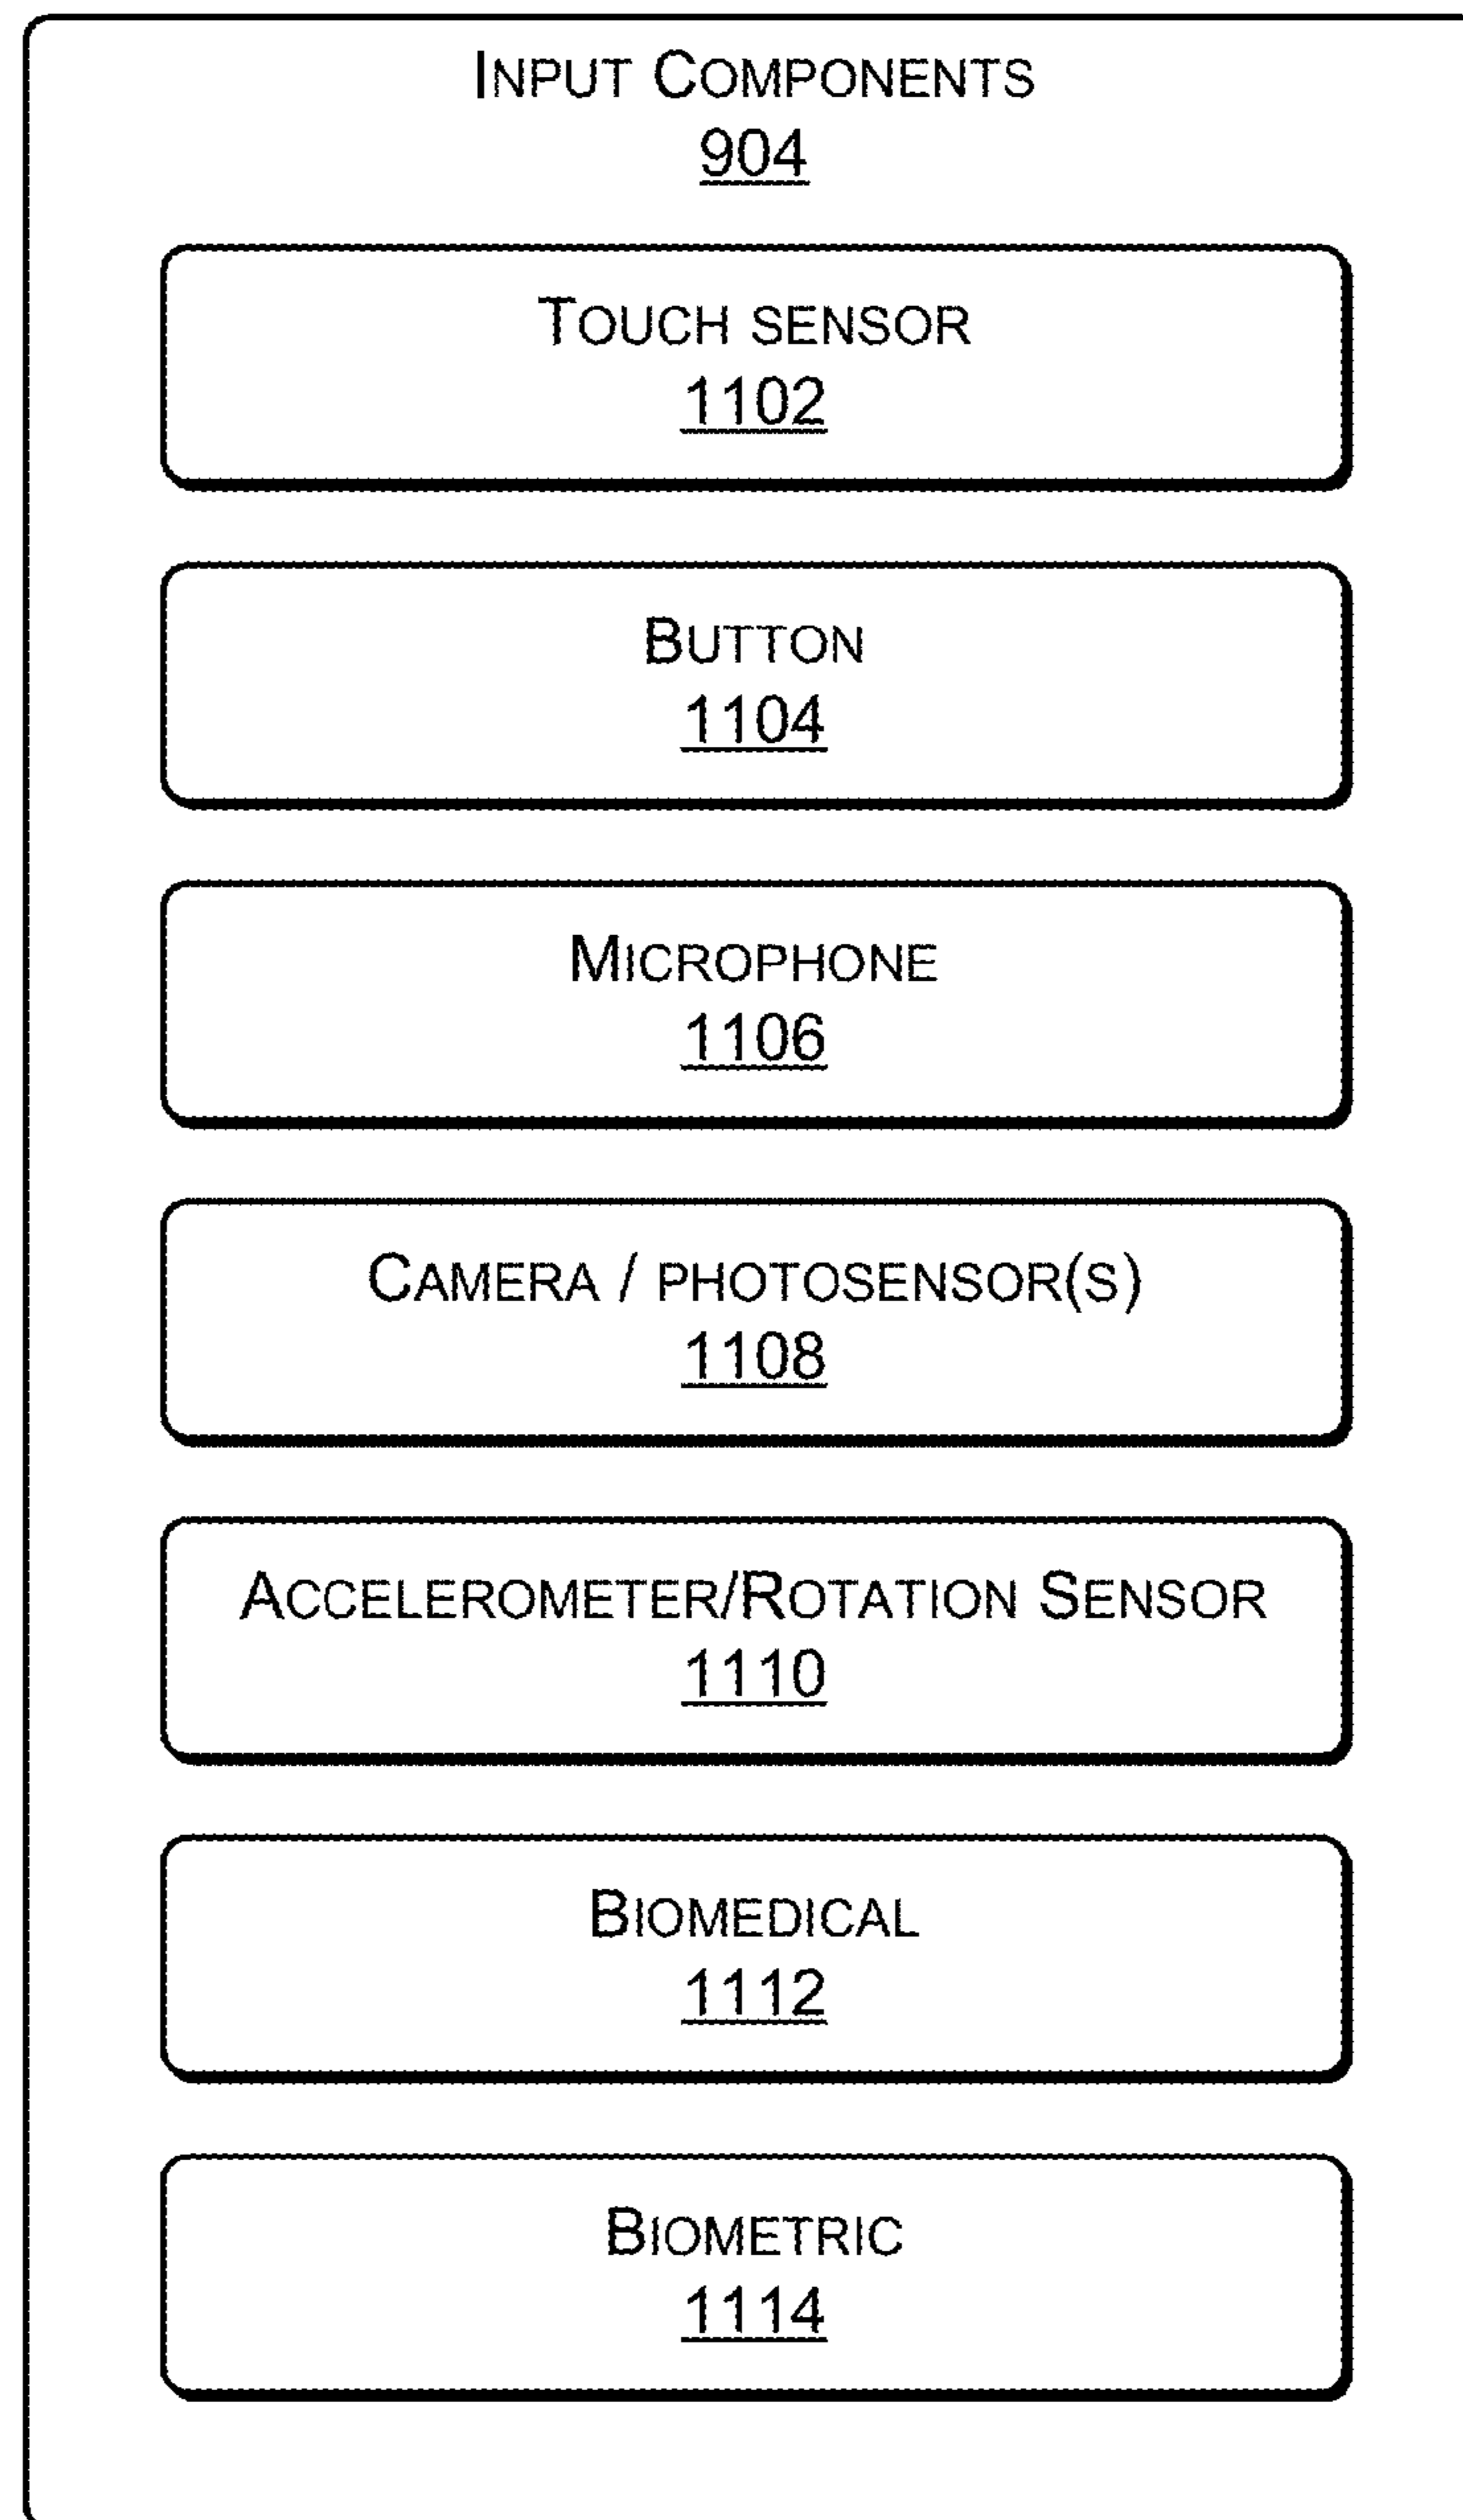 INPUT COMPONENTS
904
TOUCH SENSOR
1102
BUTTON
1104
MICROPHONE
1106
CAMERA / PHOTOSENSOR(S)
1108
ACCELEROMETER/ROTATION SENSOR
1110
BIOMEDICAL
1112
BIOMETRIC
1114